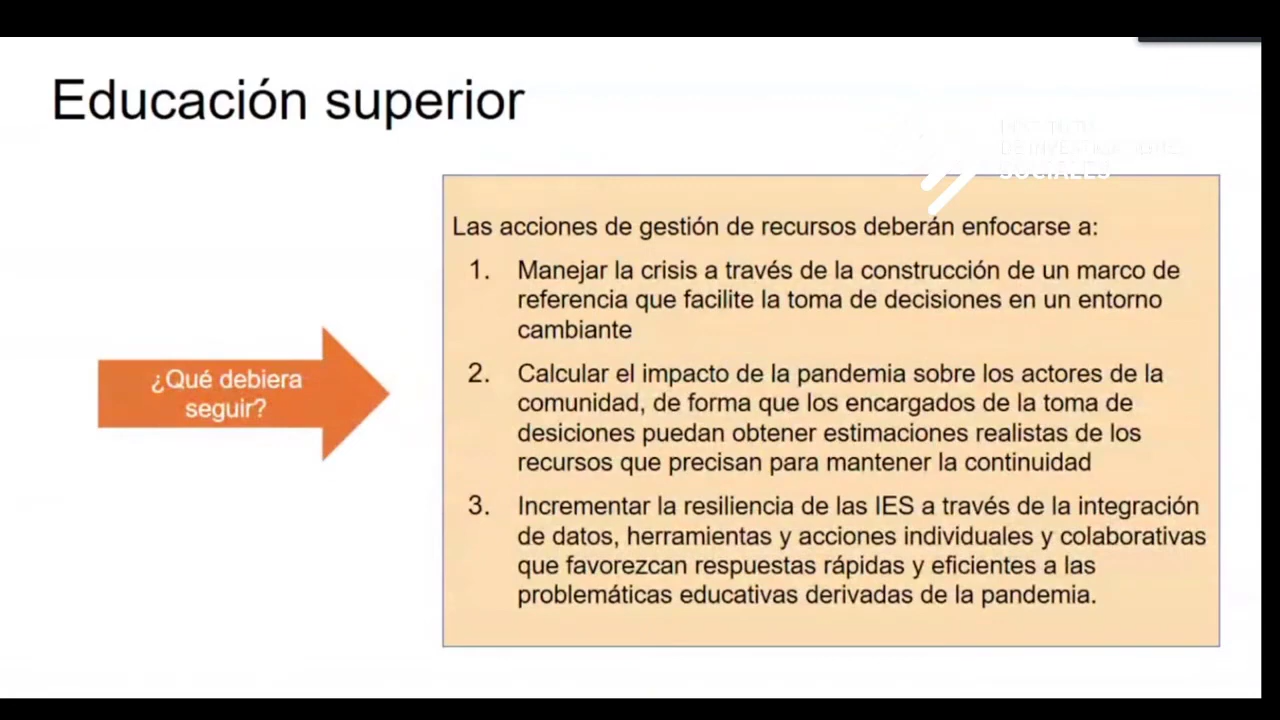 Educación superior
INSTITUTO
DE INVESTIGACIONES
SOCIALES
Las acciones de gestión de recursos deberán enfocarse a:
1. Manejar la crisis a través de la construcción de un marco de
referencia que facilite la toma de decisiones en un entorno
cambiante
¿Qué debiera
seguir?
2. Calcular el impacto de la pandemia sobre los actores de la
comunidad, de forma que los encargados de la toma de
desiciones puedan obtener estimaciones realistas de los
recursos que precisan para mantener la continuidad
3. Incrementar la resiliencia de las IES a través de la integración
de datos, herramientas y acciones individuales y colaborativas
que favorezcan respuestas rápidas y eficientes a las
problemáticas educativas derivadas de la pandemia.